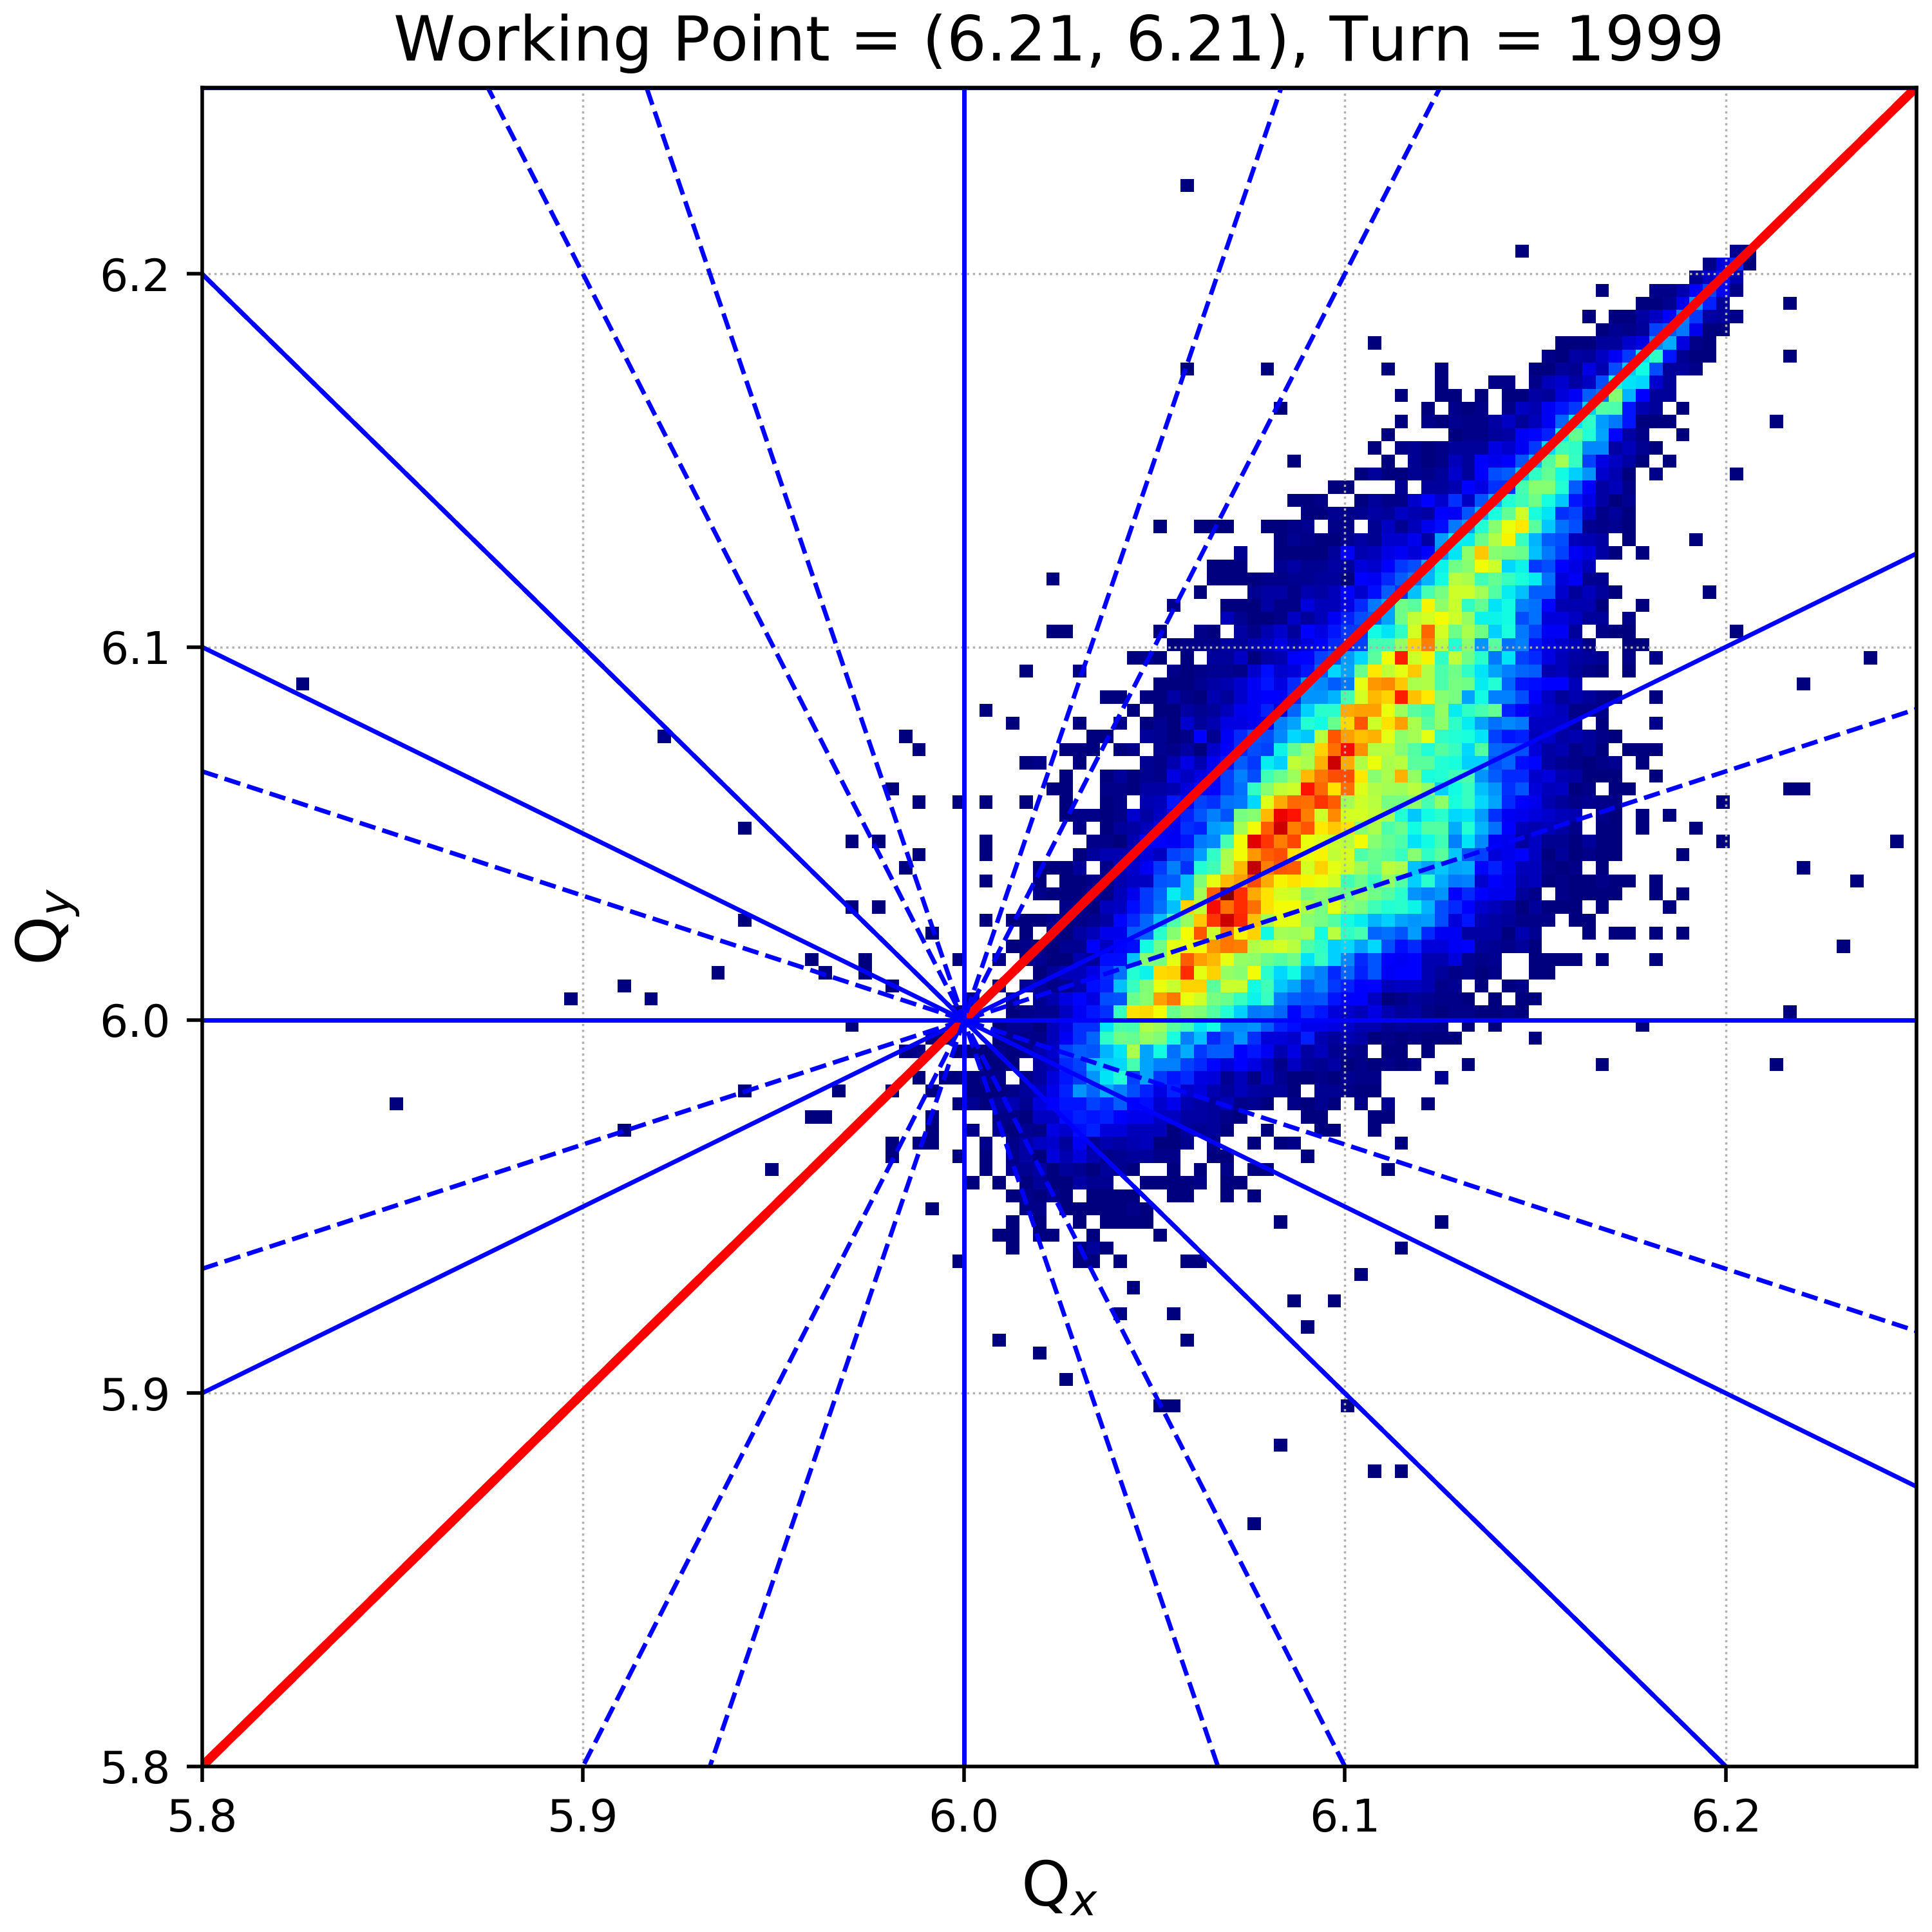 Working Point = (6.21, 6.21), Turn = 1999
6.2
6.1
6.0
5.9
5.8
Qy
5.8 5.9 6.0 6.1 6.2
Qx